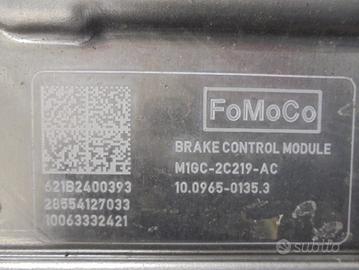 FoMoCo
BRAKE CONTROL MODULE
M1GC-2C219-AC
10.0965-0135.3
621B2400393
28554127033
10063332421
subito